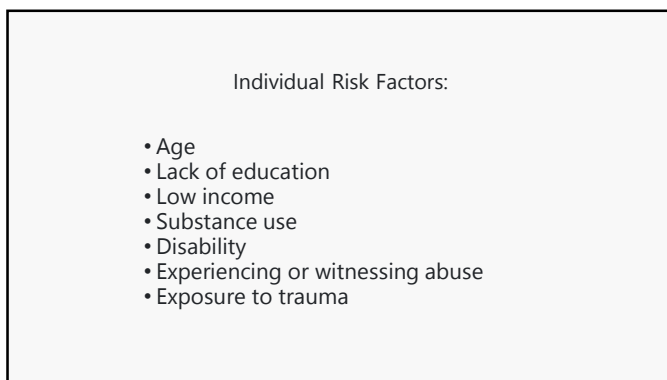 Individual Risk Factors:
• Age
• Lack of education
• Low income
• Substance use
• Disability
• Experiencing or witnessing abuse
• Exposure to trauma